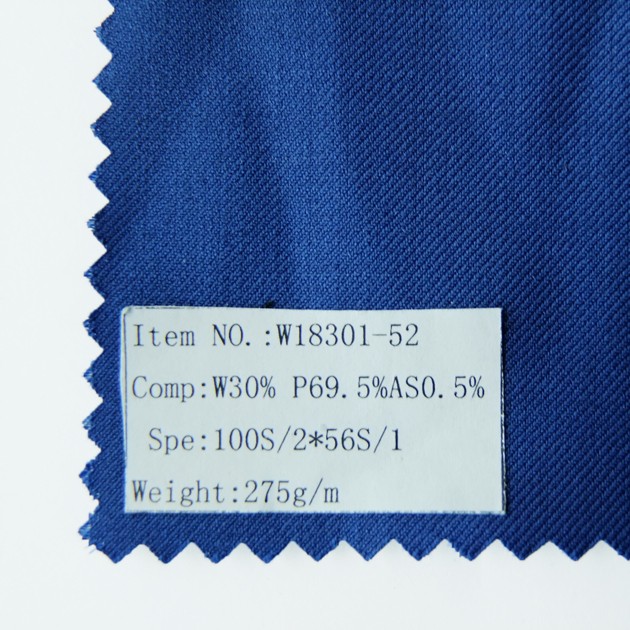 Item NO.:W18301-52
Comp:W30% P69.5%AS0.5%
Spe:100S/2*56S/1
Weight:275g/m